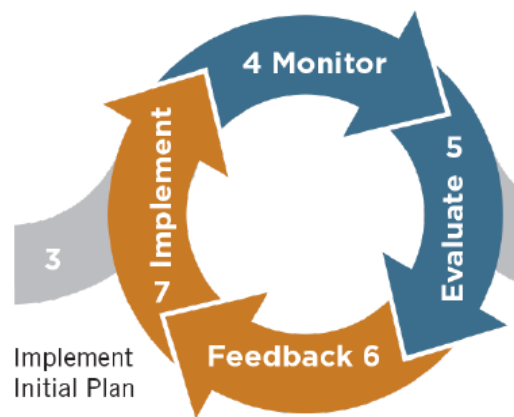 4 Monitor
Evaluate 5
Feedback 6
7 Implement
3
Implement
Initial Plan